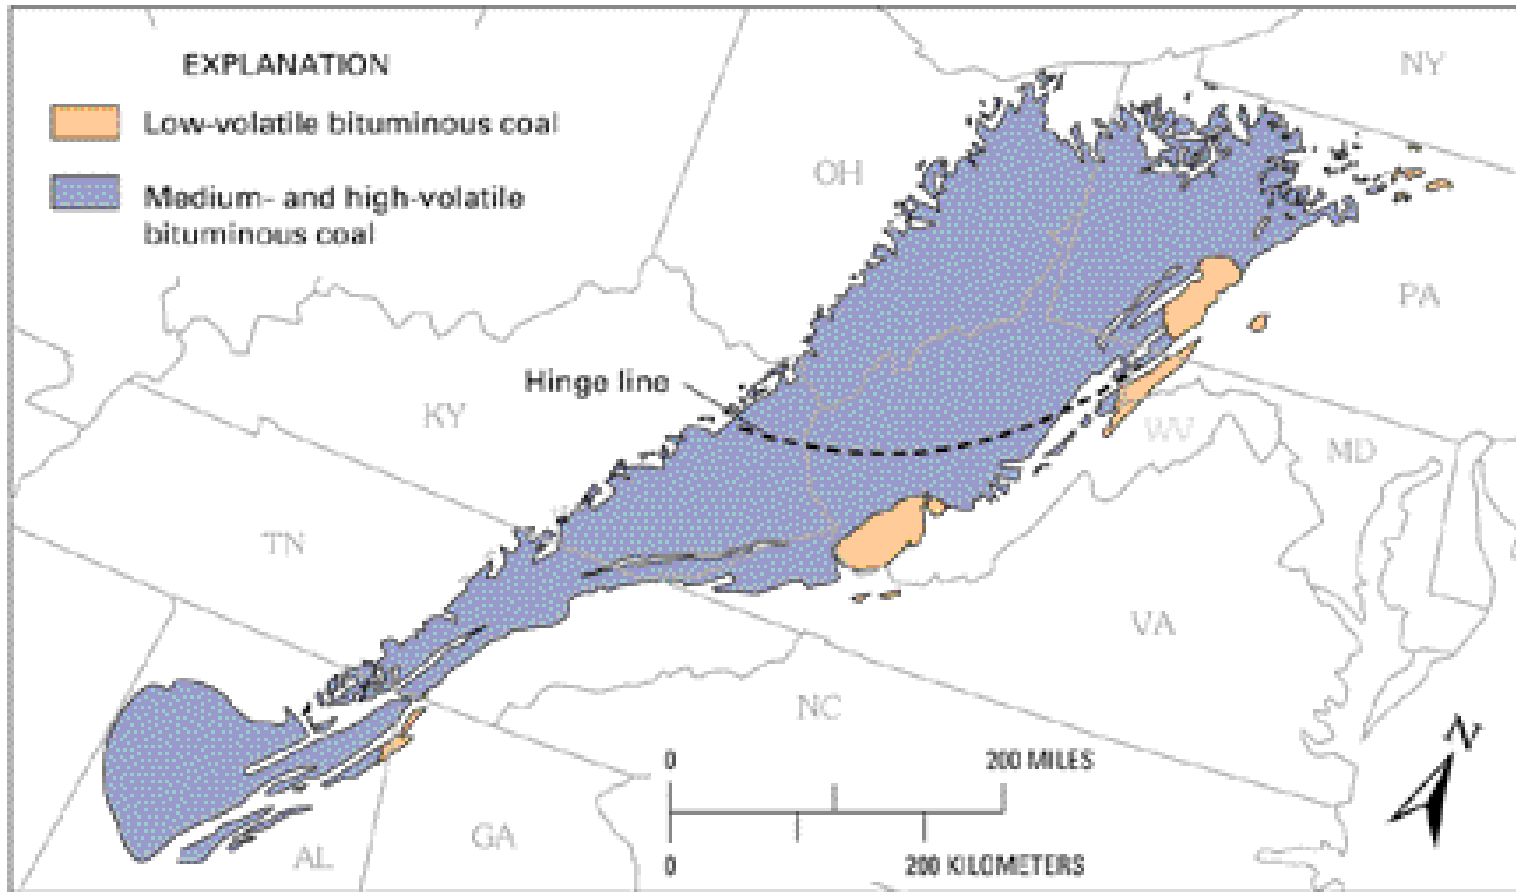 EXPLANATION
Low-volatile bituminous coal
Medium- and high-volatile
bituminous coal
NY
OH
PA
Hinge line
KY
WV
MD
TN
VA
NC
N
0
200 MILES
0
200 KILOMETERS
GA
AL